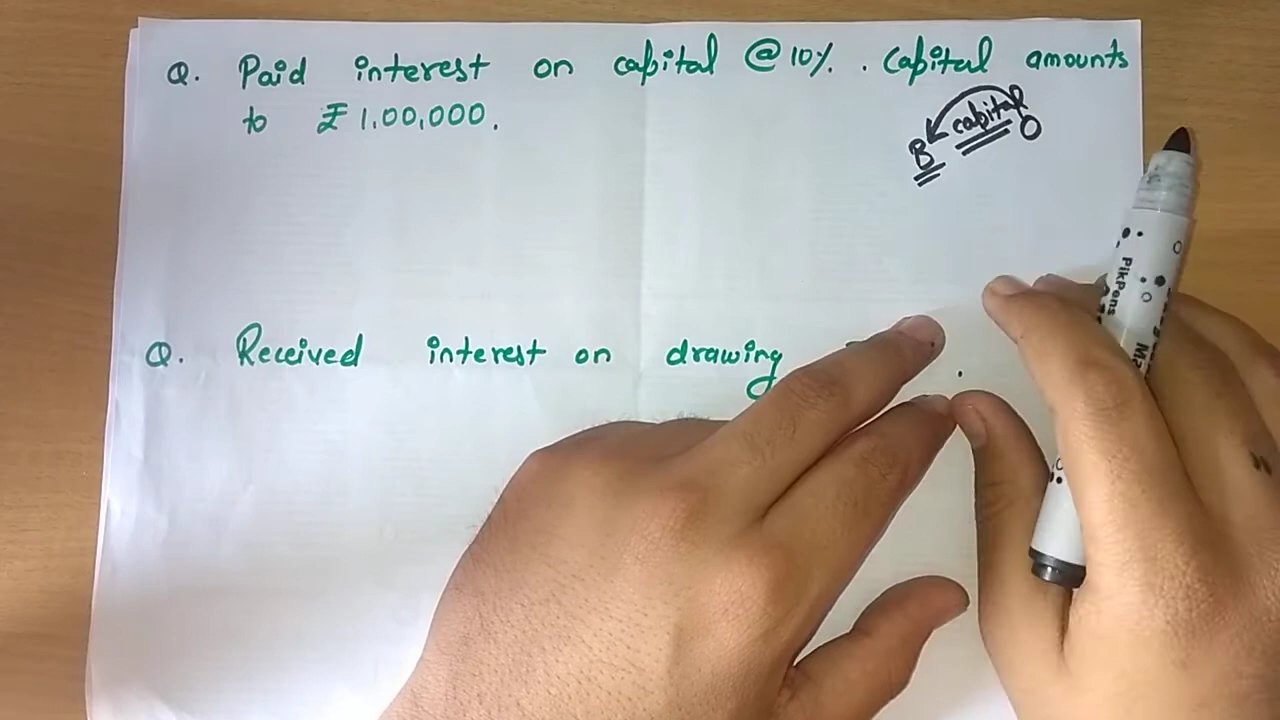 Q. Paid interest on capital @ 10%. Capital amounts
to ₹ 1,00,000.
capital
B
O
Q. Received interest on drawing
PikPens